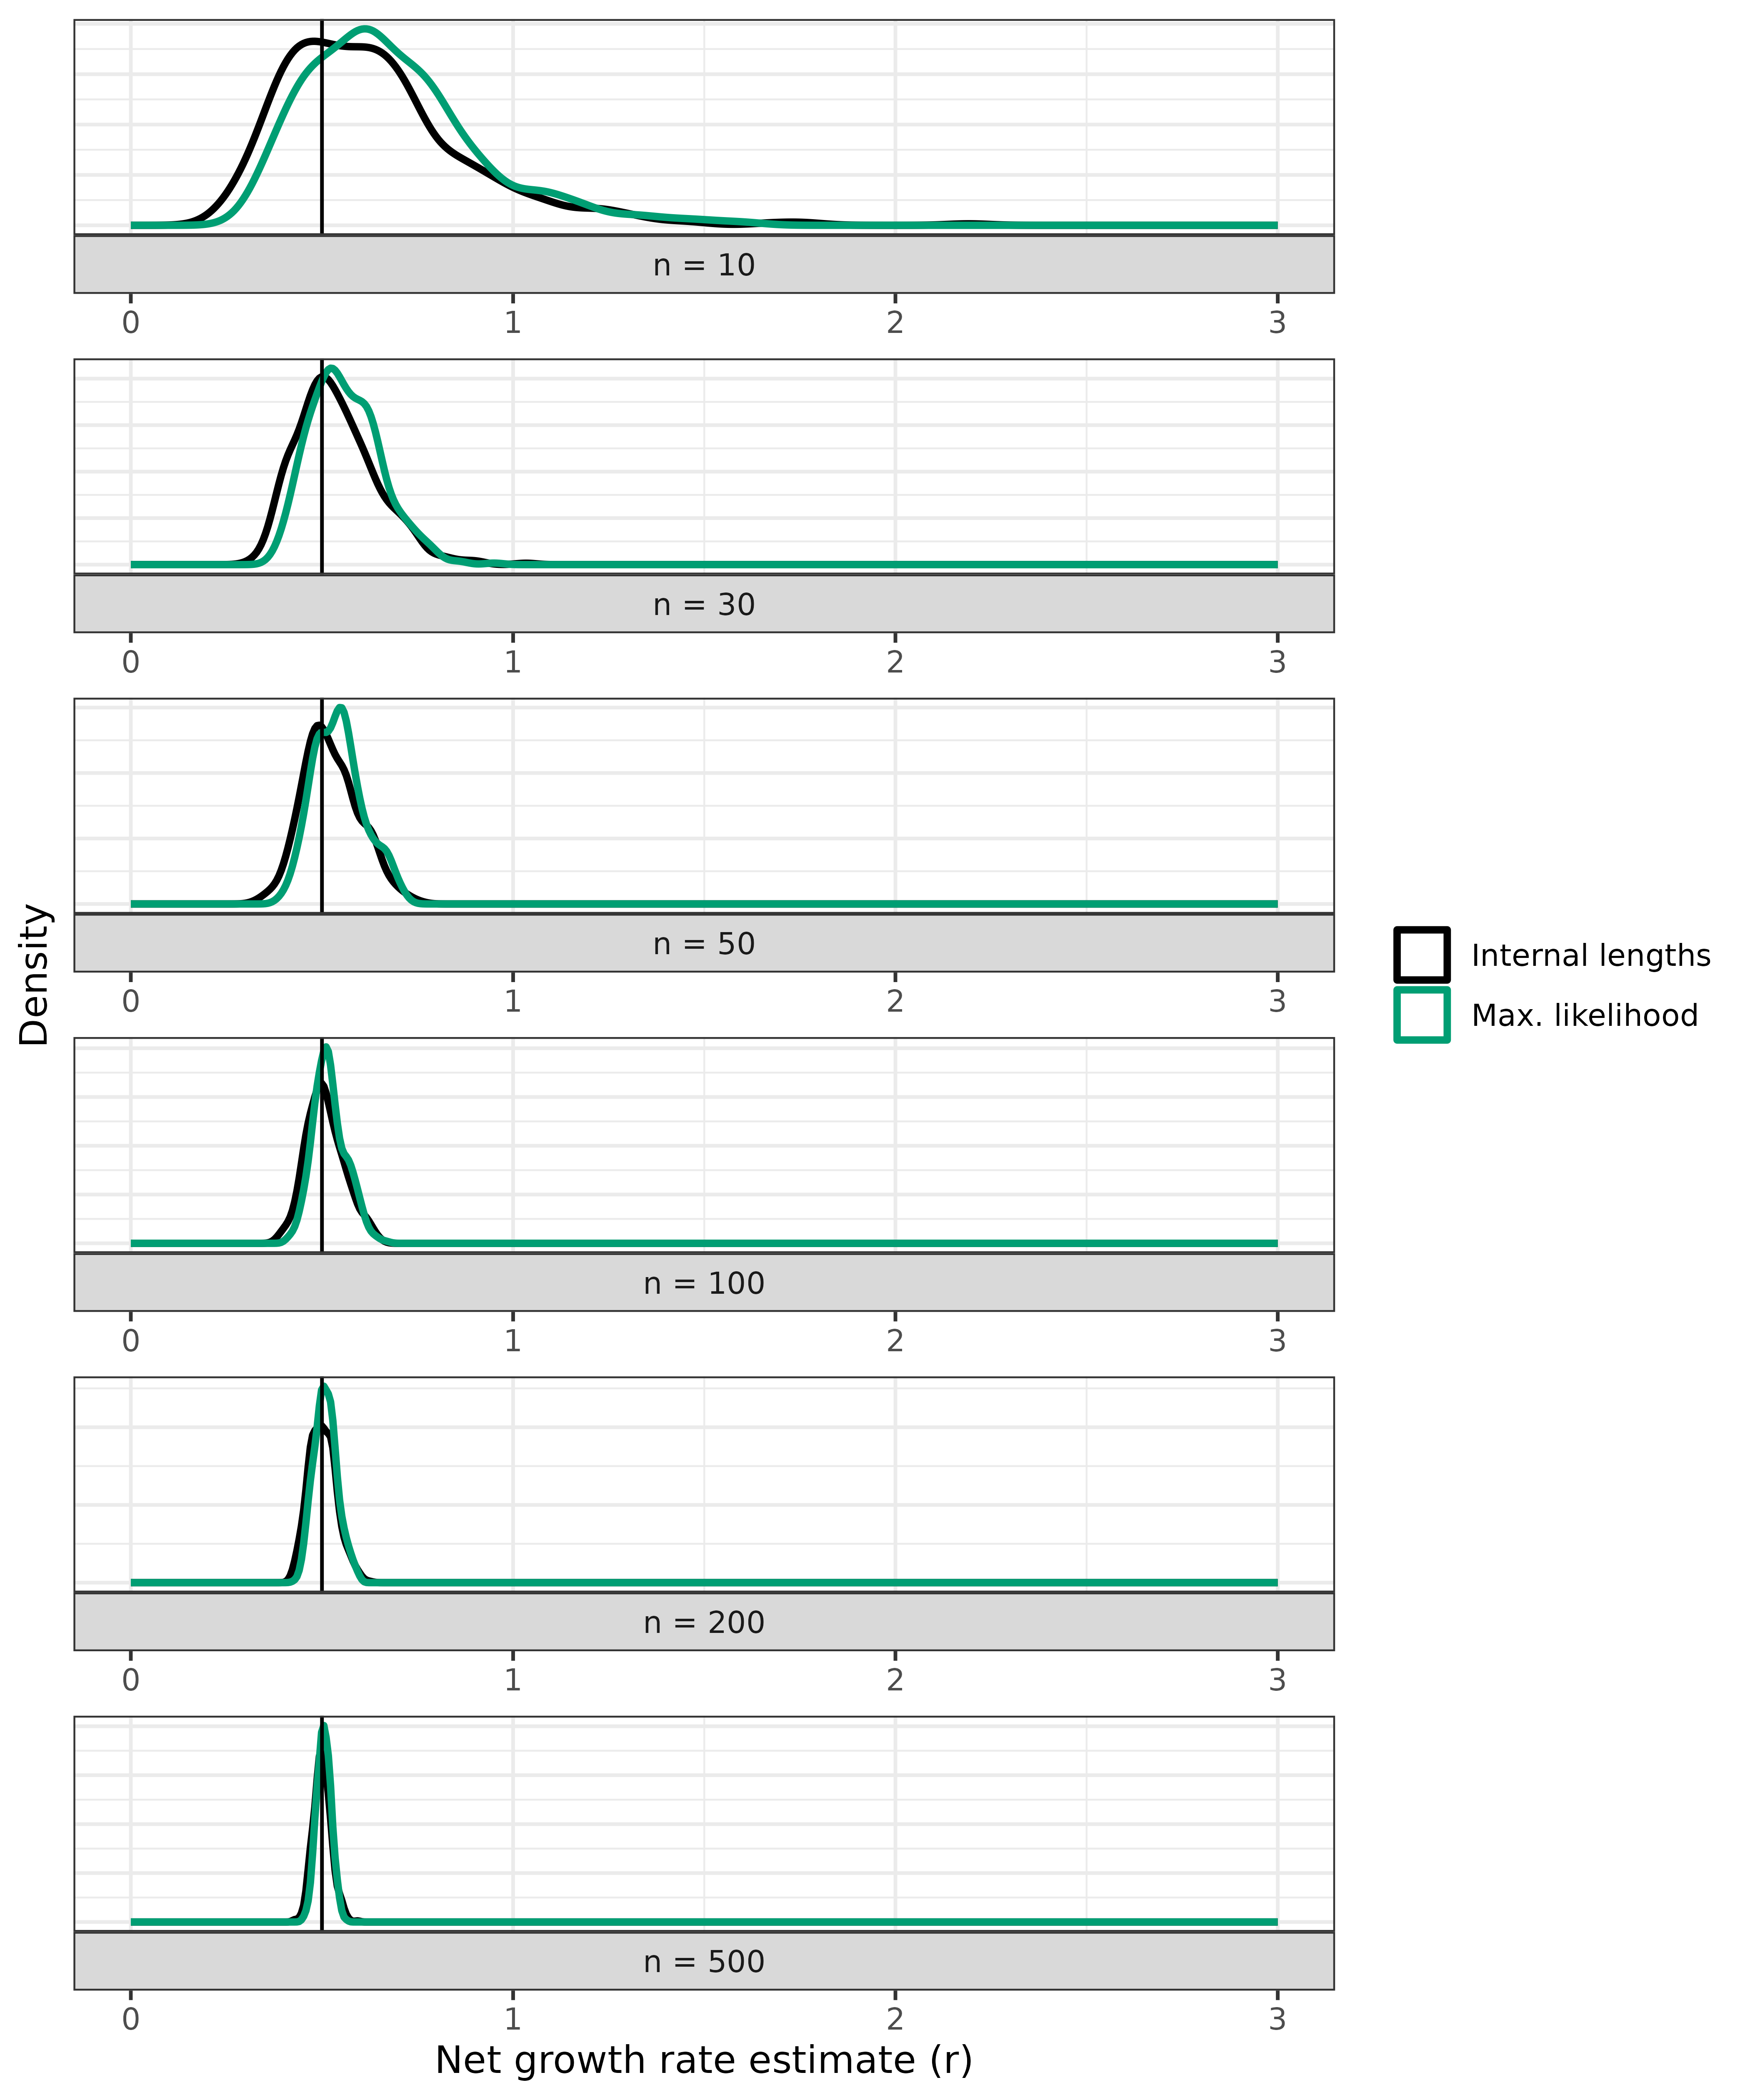 n = 10
0 1 2 3
n = 30
0 1 2 3
n = 50
0 1 2 3
n = 100
0 1 2 3
n = 200
0 1 2 3
n = 500
0 1 2 3
Net growth rate estimate (r)
Density
Internal lengths
Max. likelihood